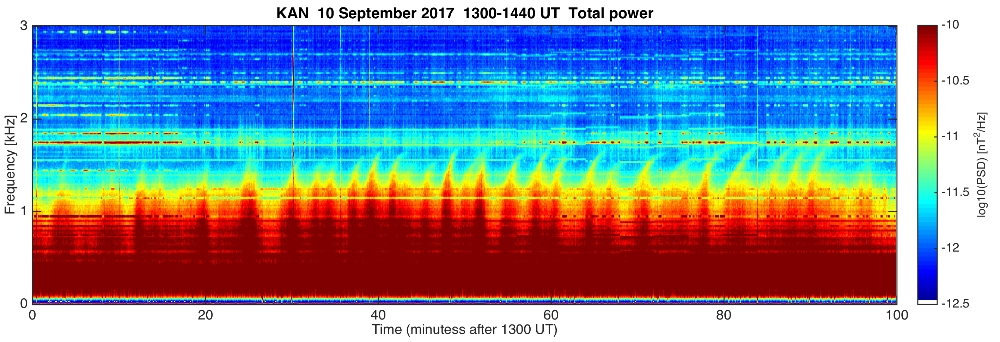 KAN 10 September 2017 1300-1440 UT Total power
3
2
1
0
Frequency [kHz]
0 20 40 60 80 100
Time (minutess after 1300 UT)
-10
-10.5
-11
-11.5
-12
-12.5
log10(PSD) [nT²/Hz]